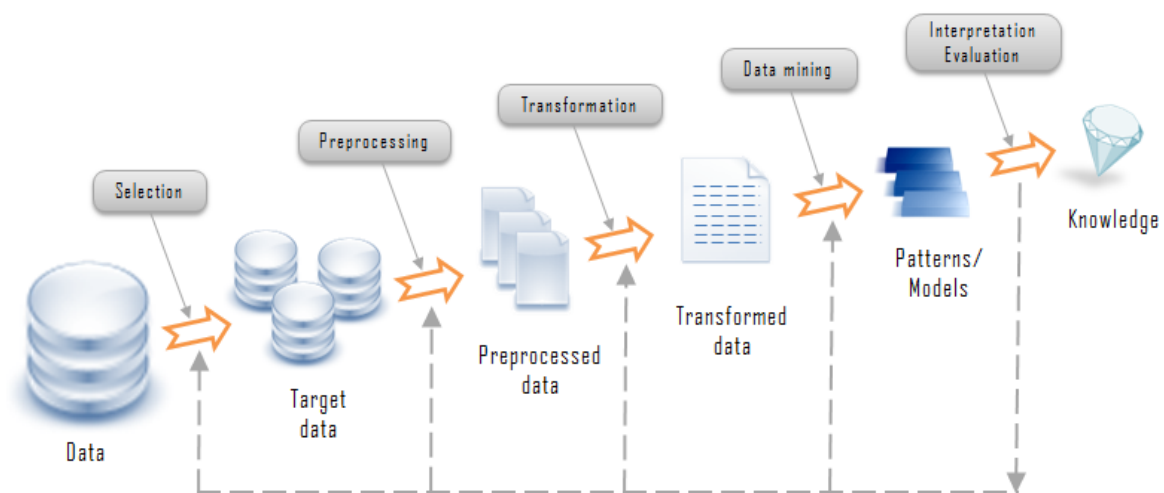 Interpretation
Evaluation
Data mining
Transformation
Preprocessing
Selection
Knowledge
Patterns/
Models
Transformed
data
Preprocessed
data
Target
data
Data